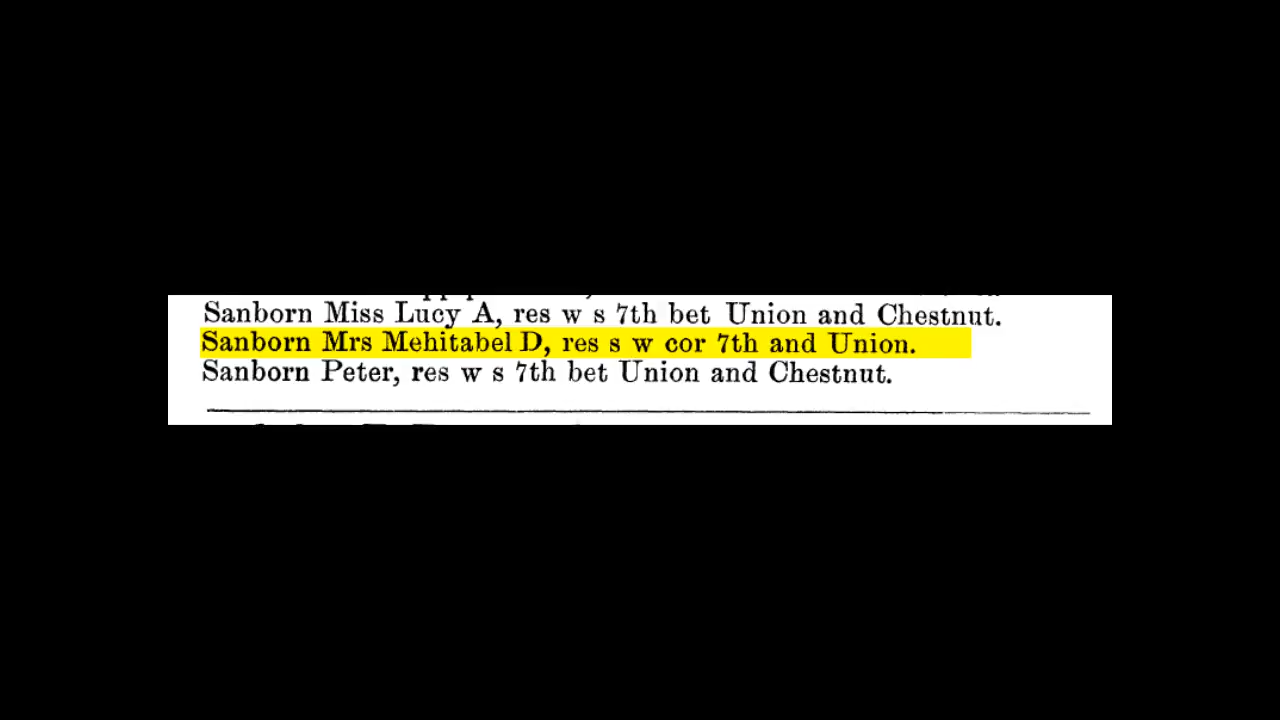 Sanborn Miss Lucy A, res w s 7th bet Union and Chestnut.
Sanborn Mrs Mehitabel D, res s w cor 7th and Union.
Sanborn Peter, res w s 7th bet Union and Chestnut.